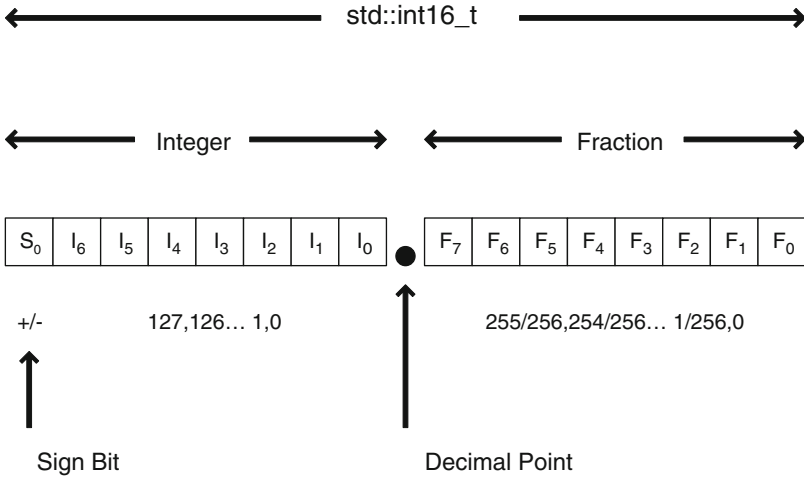 std::int16_t
Integer Fraction
S0 I6 I5 I4 I3 I2 I1 I0 F7 F6 F5 F4 F3 F2 F1 F0
+/- 127,126… 1,0 255/256,254/256… 1/256,0
Sign Bit Decimal Point